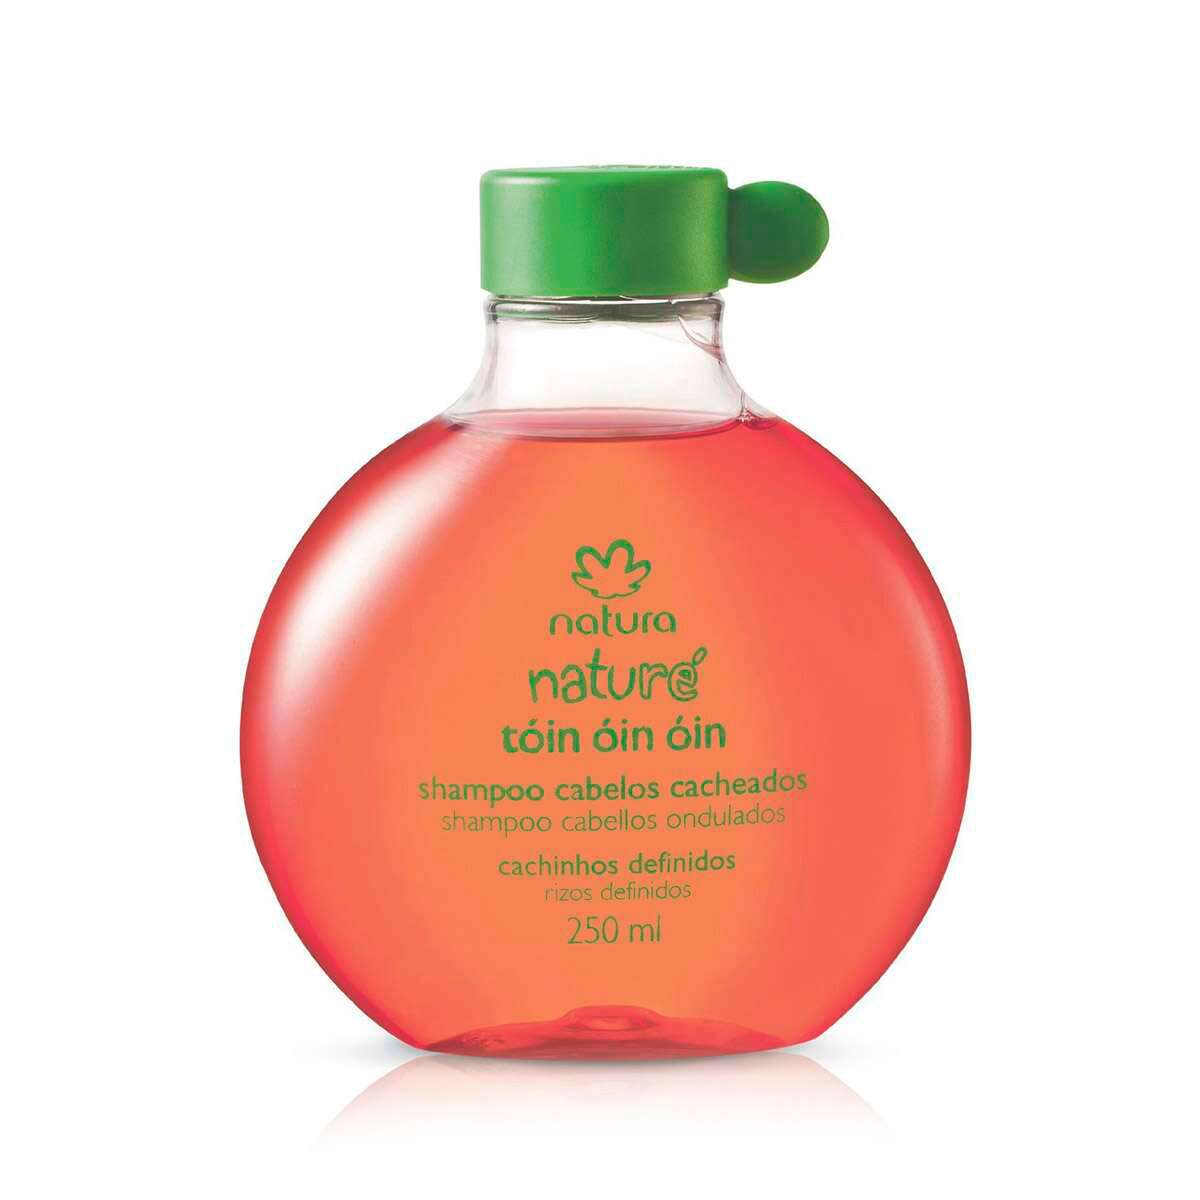 natura
naturé
tóin óin óin
shampoo cabelos cacheados
shampoo cabellos ondulados
cachinhos definidos
rizos definidos
250 ml